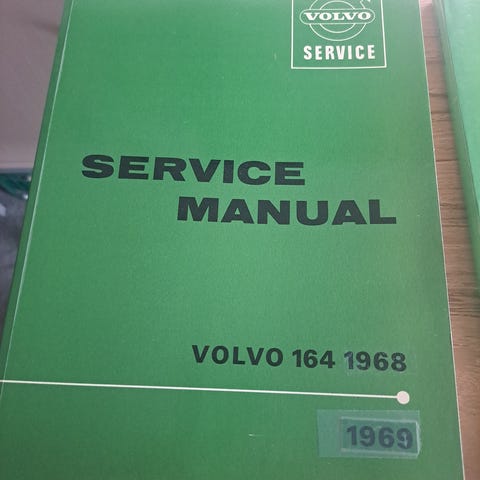 VOLVO
SERVICE
SERVICE
MANUAL
VOLVO 164 1968
1969